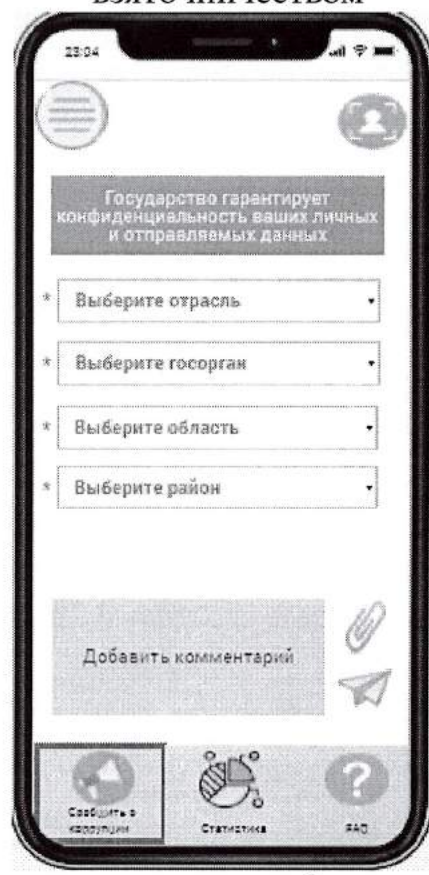 ВЗЯТОЧНИЧЕСТВОМ
23:04
Государство гарантирует
конфиденциальность ваших личных
и отправляемых данных
* Выберите отрасль
* Выберите госорган
* Выберите область
* Выберите район
Добавить комментарий
Сообщить о
коррупции
Статистика
FAQ